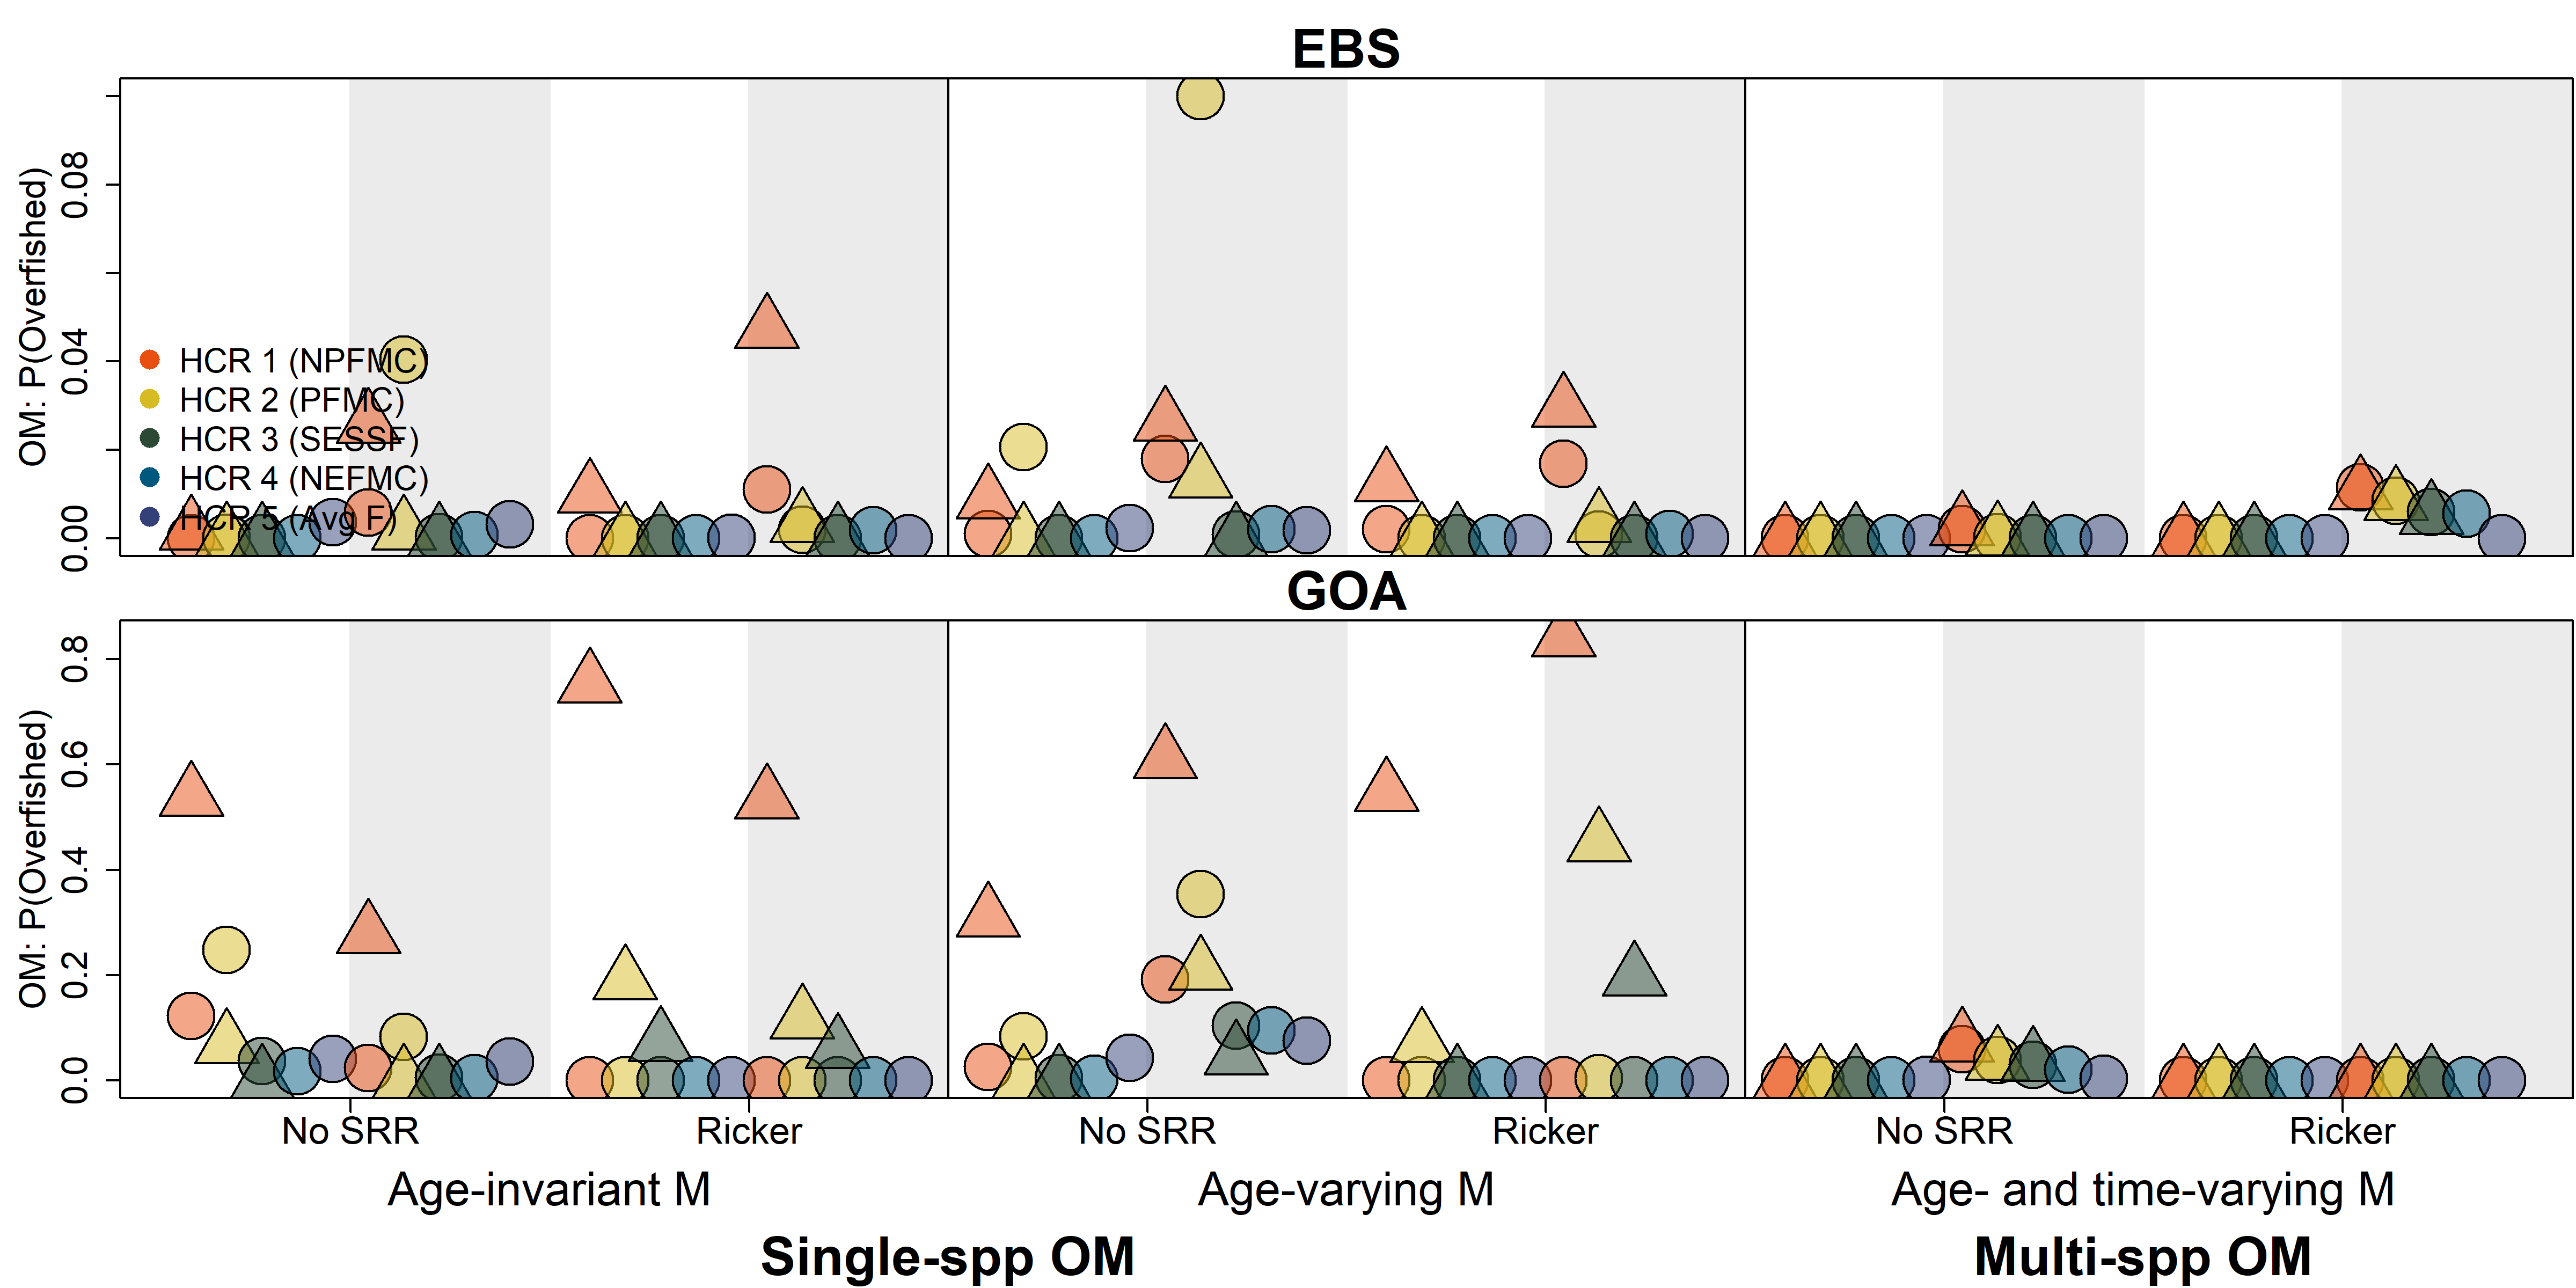 EBS
OM: P(Overfished)
0.08
0.04
0.00
HCR 1 (NPFMC)
HCR 2 (PFMC)
HCR 3 (SESSF)
HCR 4 (NEFMC)
HCR 5 (Avg F)
GOA
OM: P(Overfished)
0.8
0.6
0.4
0.2
0.0
No SRR Ricker No SRR Ricker No SRR Ricker
Age-invariant M Age-varying M Age- and time-varying M
Single-spp OM Multi-spp OM